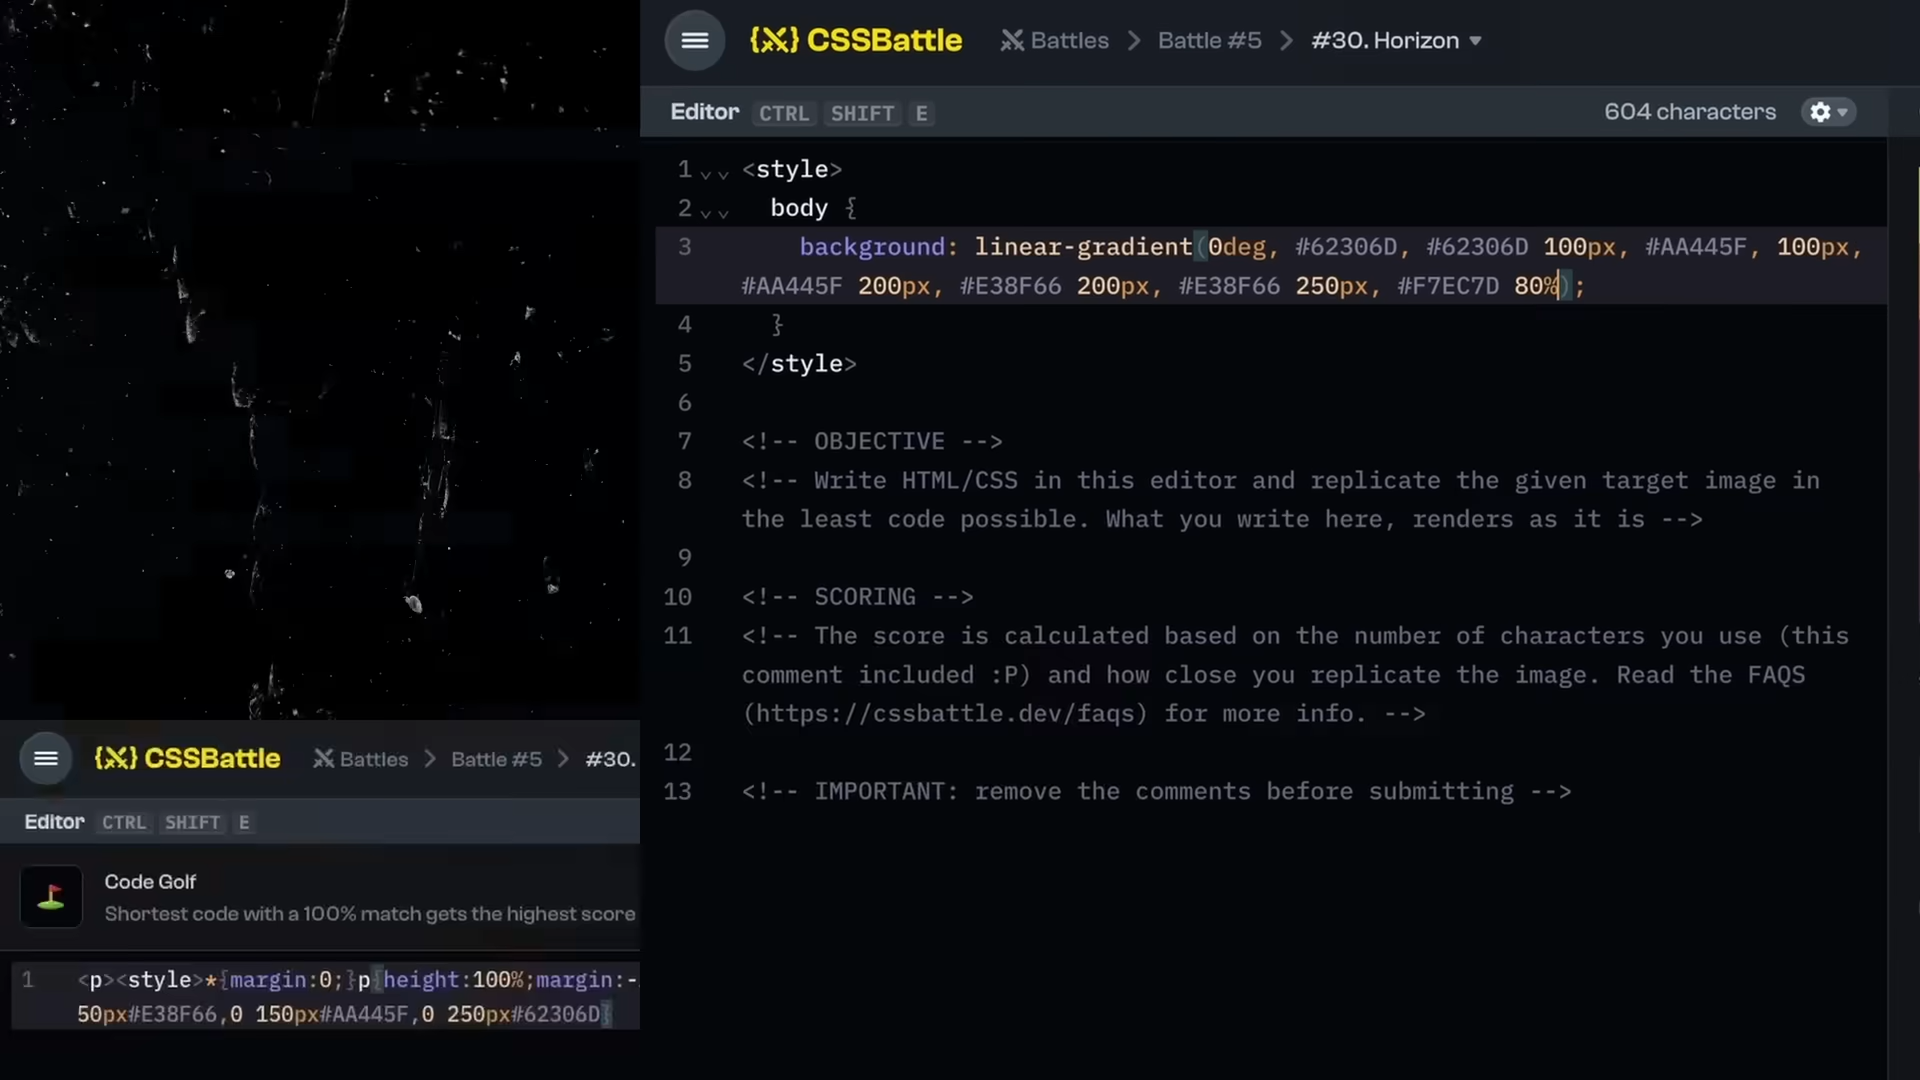 {X} CSSBattle Battles > Battle #5 > #30. Horizon
Editor CTRL SHIFT E 604 characters
1 <style>
2 body {
3 background: linear-gradient(0deg, #62306D, #62306D 100px, #AA445F, 100px,
#AA445F 200px, #E38F66 200px, #E38F66 250px, #F7EC7D 80%);
4 }
5 </style>
6
7 <!-- OBJECTIVE -->
8 <!-- Write HTML/CSS in this editor and replicate the given target image in
the least code possible. What you write here, renders as it is -->
9
10 <!-- SCORING -->
11 <!-- The score is calculated based on the number of characters you use (this
comment included :P) and how close you replicate the image. Read the FAQS
(https://cssbattle.dev/faqs) for more info. -->
12
13 <!-- IMPORTANT: remove the comments before submitting -->
{X} CSSBattle Battles > Battle #5 > #30.
Editor CTRL SHIFT E
Code Golf
Shortest code with a 100% match gets the highest score
1 <p><style>*{margin:0;}p{height:100%;margin:-
50px#E38F66,0 150px#AA445F,0 250px#62306D}